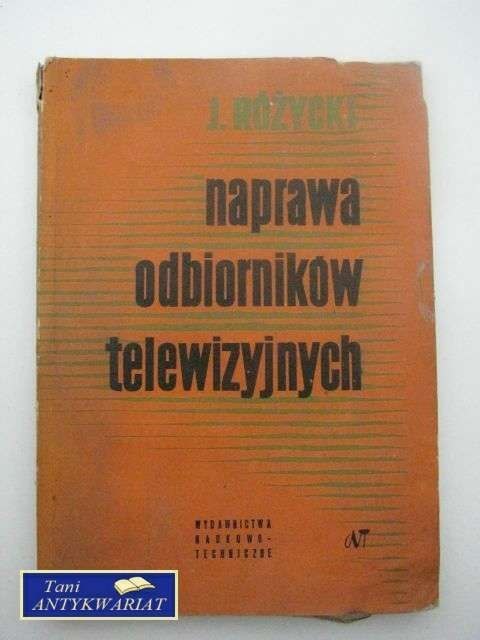 J. RÓŻYCKI
naprawa
odbiorników
telewizyjnych
WYDAWNICTWA
NAUKOWO-
TECHNICZNE
NT
Tani
ANTYKWARIAT